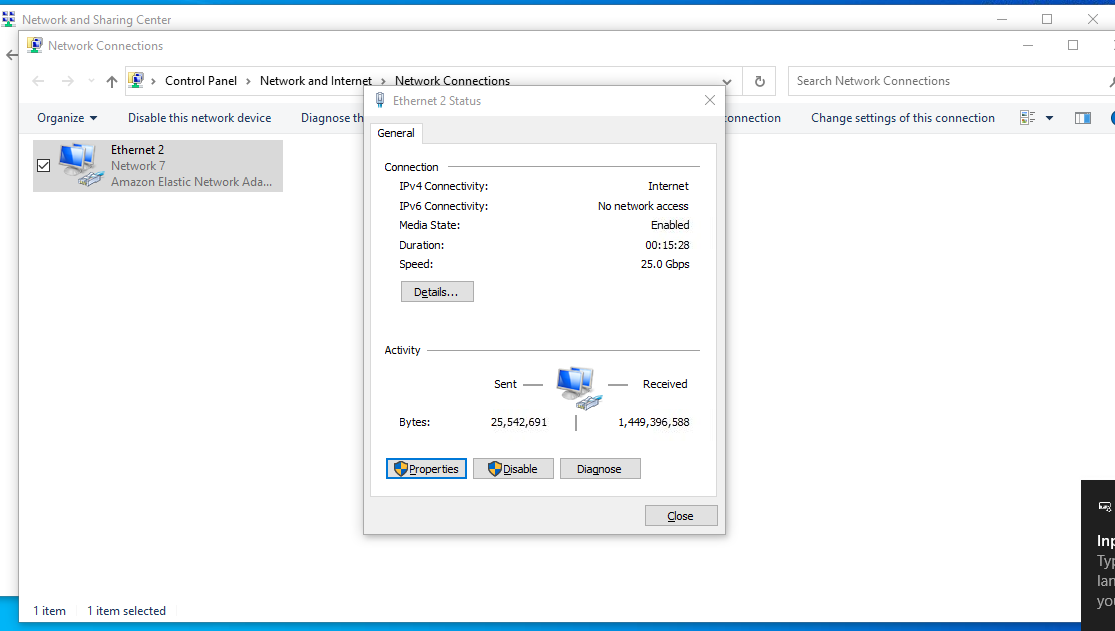 Network and Sharing Center
Network Connections
Control Panel > Network and Internet > Network Connections
Search Network Connections
Organize
Disable this network device
Diagnose th
onnection
Change settings of this connection
Ethernet 2
Network 7
Amazon Elastic Network Ada...
Ethernet 2 Status
General
Connection
IPv4 Connectivity: Internet
IPv6 Connectivity: No network access
Media State: Enabled
Duration: 00:15:28
Speed: 25.0 Gbps
Details...
Activity
Sent
Received
Bytes: 25,542,691 | 1,449,396,588
Properties
Disable
Diagnose
Close
Inp
Typ
lan
you
1 item
1 item selected